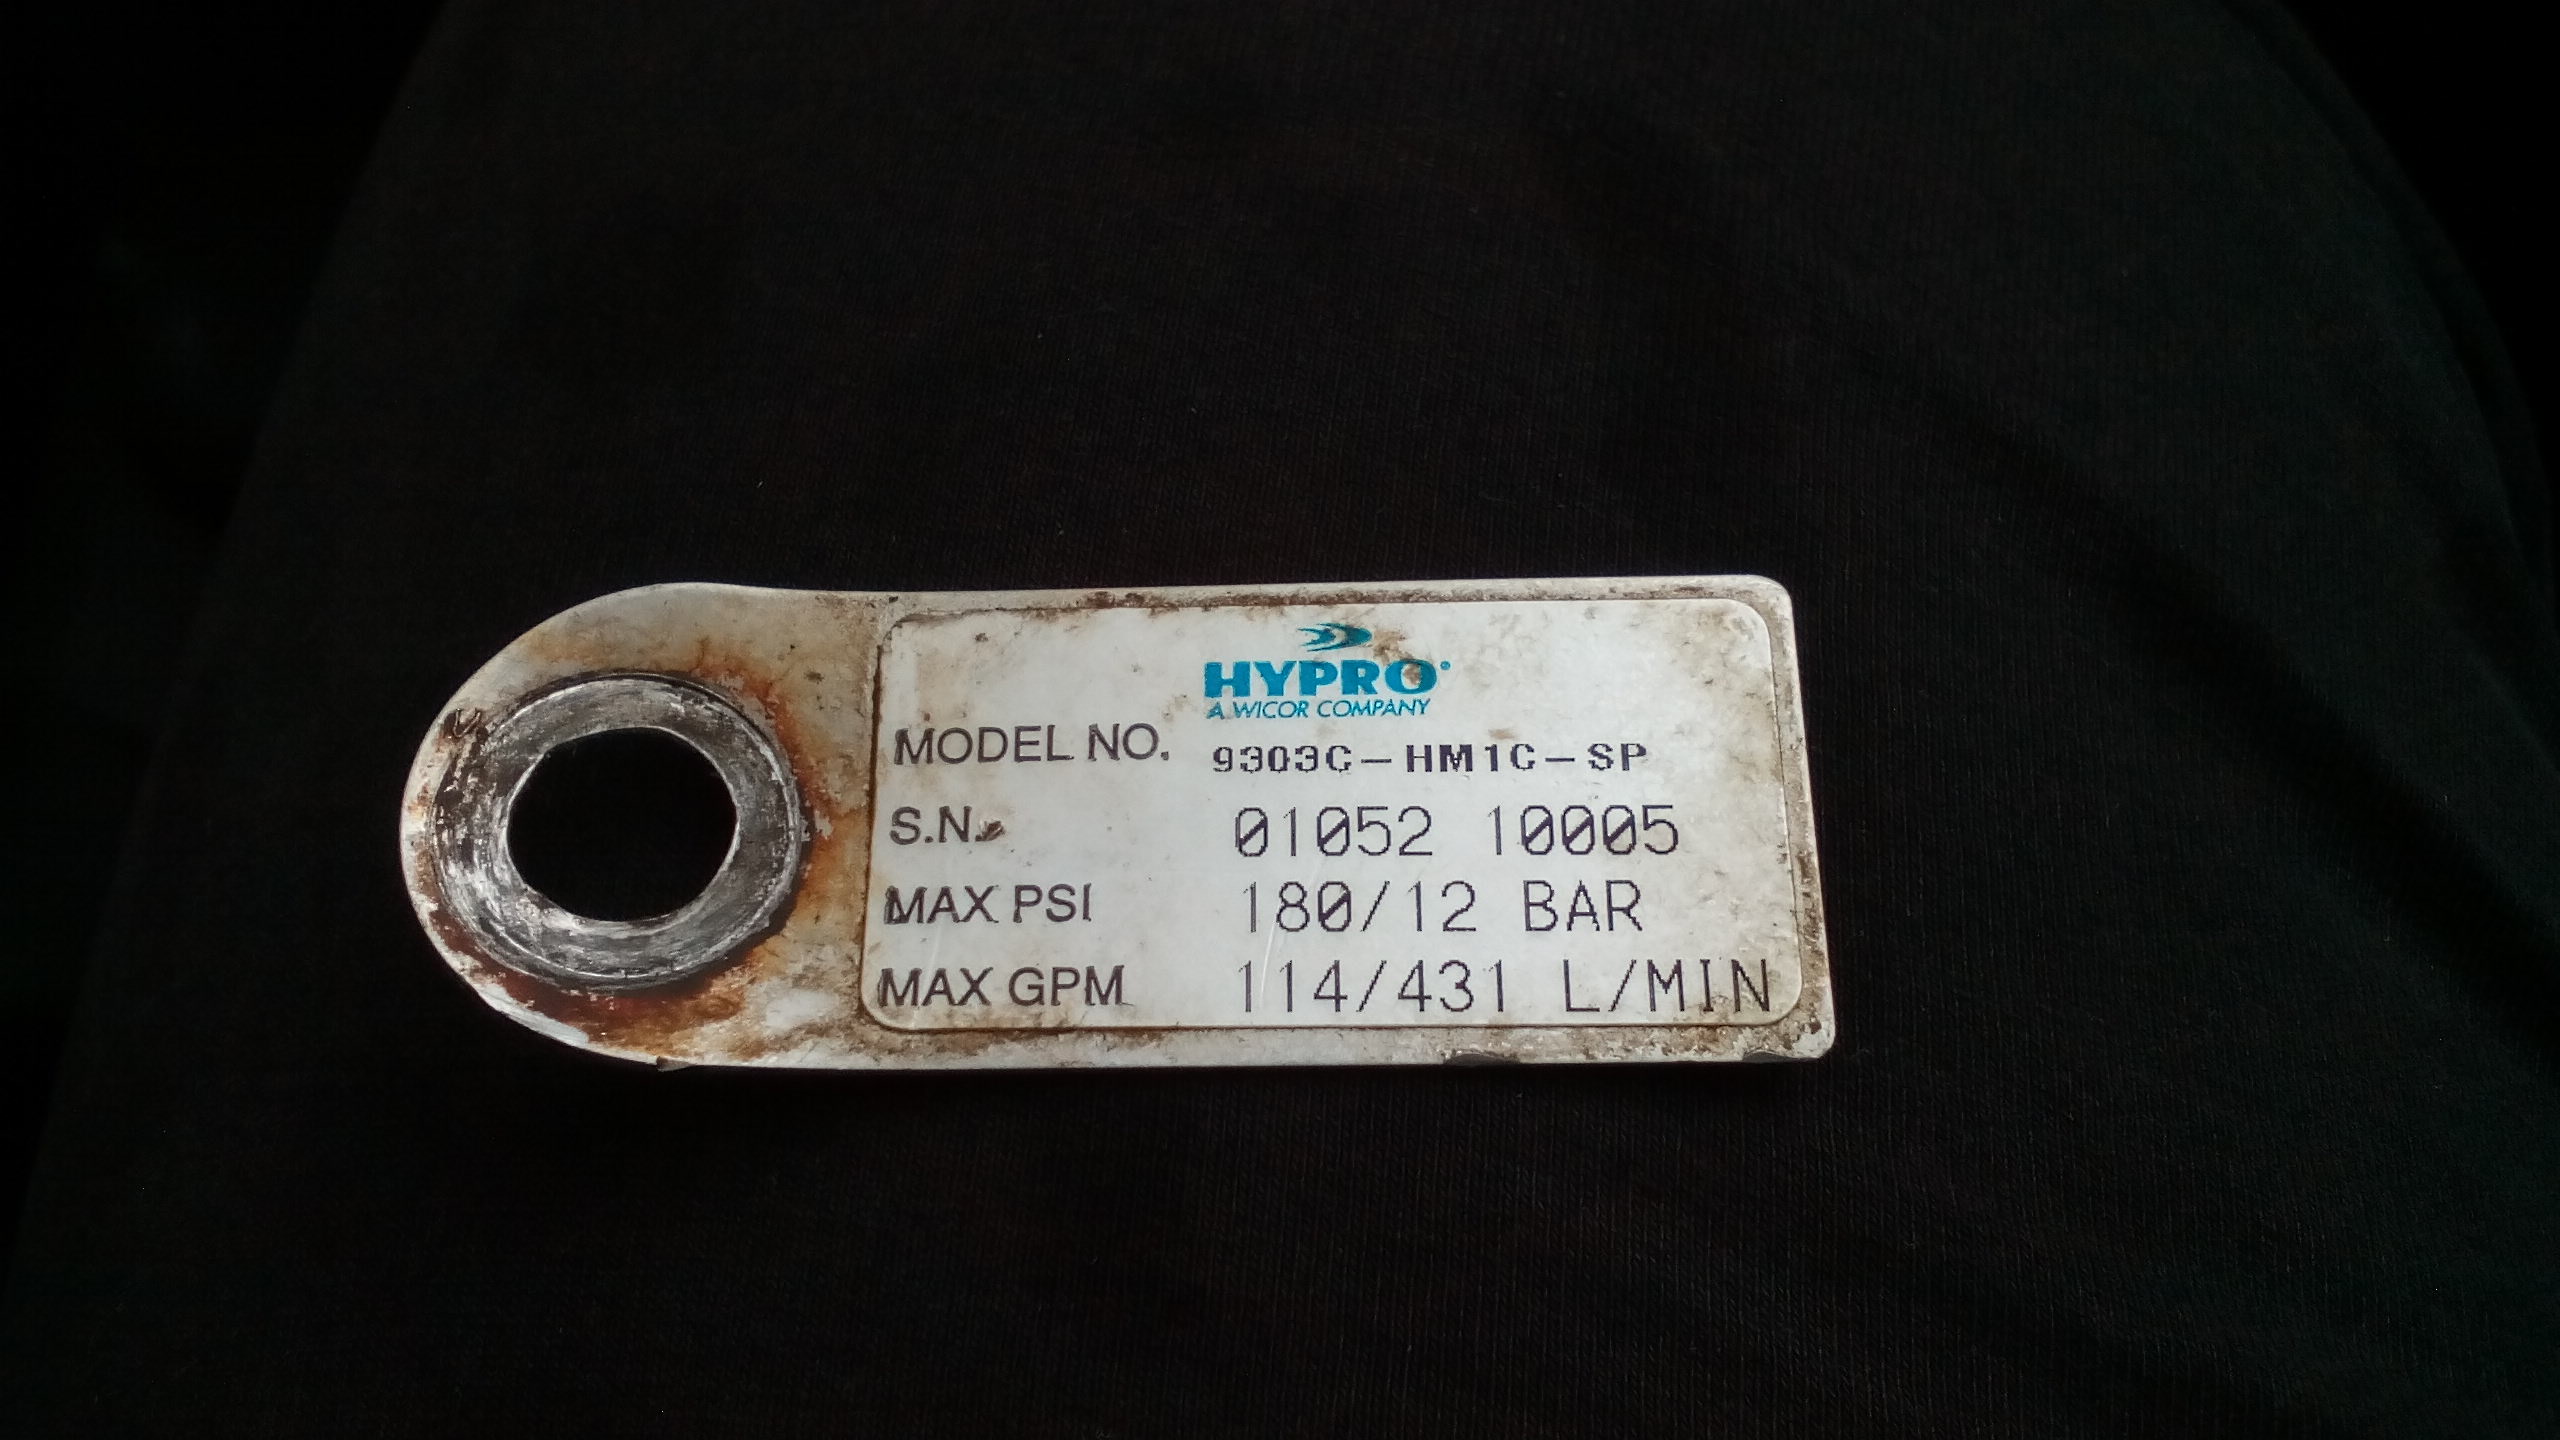 HYPRO®
A WICOR COMPANY
MODEL NO. 9303C-HM1C-SP
S.N. 01052 10005
MAX PSI 180/12 BAR
MAX GPM 114/431 L/MIN